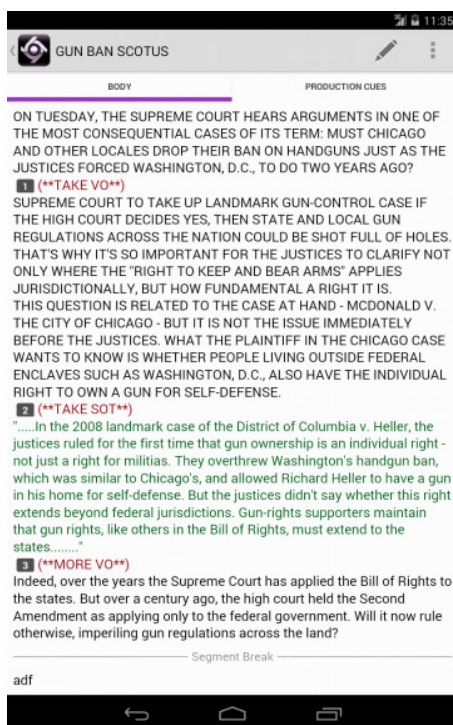 11:35
GUN BAN SCOTUS
BODY
PRODUCTION CUES
ON TUESDAY, THE SUPREME COURT HEARS ARGUMENTS IN ONE OF
THE MOST CONSEQUENTIAL CASES OF ITS TERM: MUST CHICAGO
AND OTHER LOCALES DROP THEIR BAN ON HANDGUNS JUST AS THE
JUSTICES FORCED WASHINGTON, D.C., TO DO TWO YEARS AGO?
1 (**TAKE VO**)
SUPREME COURT TO TAKE UP LANDMARK GUN-CONTROL CASE IF
THE HIGH COURT DECIDES YES, THEN STATE AND LOCAL GUN
REGULATIONS ACROSS THE NATION COULD BE SHOT FULL OF HOLES.
THAT'S WHY IT'S SO IMPORTANT FOR THE JUSTICES TO CLARIFY NOT
ONLY WHERE THE "RIGHT TO KEEP AND BEAR ARMS" APPLIES
JURISDICTIONALLY, BUT HOW FUNDAMENTAL A RIGHT IT IS.
THIS QUESTION IS RELATED TO THE CASE AT HAND - MCDONALD V.
THE CITY OF CHICAGO - BUT IT IS NOT THE ISSUE IMMEDIATELY
BEFORE THE JUSTICES. WHAT THE PLAINTIFF IN THE CHICAGO CASE
WANTS TO KNOW IS WHETHER PEOPLE LIVING OUTSIDE FEDERAL
ENCLAVES SUCH AS WASHINGTON, D.C., ALSO HAVE THE INDIVIDUAL
RIGHT TO OWN A GUN FOR SELF-DEFENSE.
2 (**TAKE SOT**)
".....In the 2008 landmark case of the District of Columbia v. Heller, the
justices ruled for the first time that gun ownership is an individual right -
not just a right for militias. They overthrew Washington's handgun ban,
which was similar to Chicago's, and allowed Richard Heller to have a gun
in his home for self-defense. But the justices didn't say whether this right
extends beyond federal jurisdictions. Gun-rights supporters maintain
that gun rights, like others in the Bill of Rights, must extend to the
states........"
3 (**MORE VO**)
Indeed, over the years the Supreme Court has applied the Bill of Rights to
the states. But over a century ago, the high court held the Second
Amendment as applying only to the federal government. Will it now rule
otherwise, imperiling gun regulations across the land?
Segment Break
adf